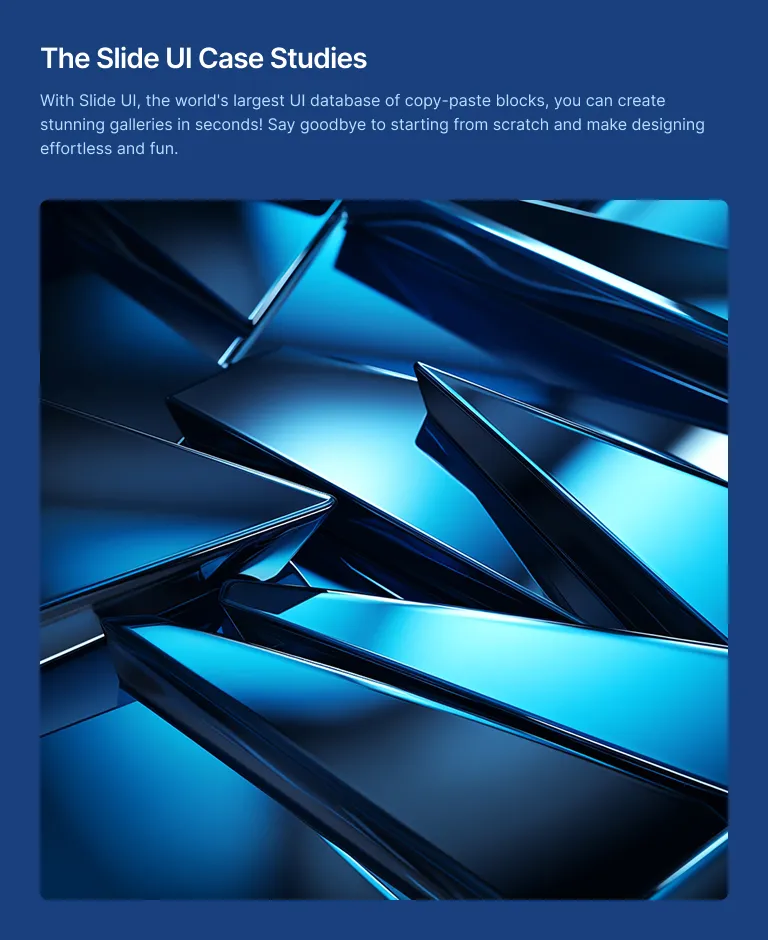 The Slide UI Case Studies
With Slide UI, the world's largest UI database of copy-paste blocks, you can create
stunning galleries in seconds! Say goodbye to starting from scratch and make designing
effortless and fun.